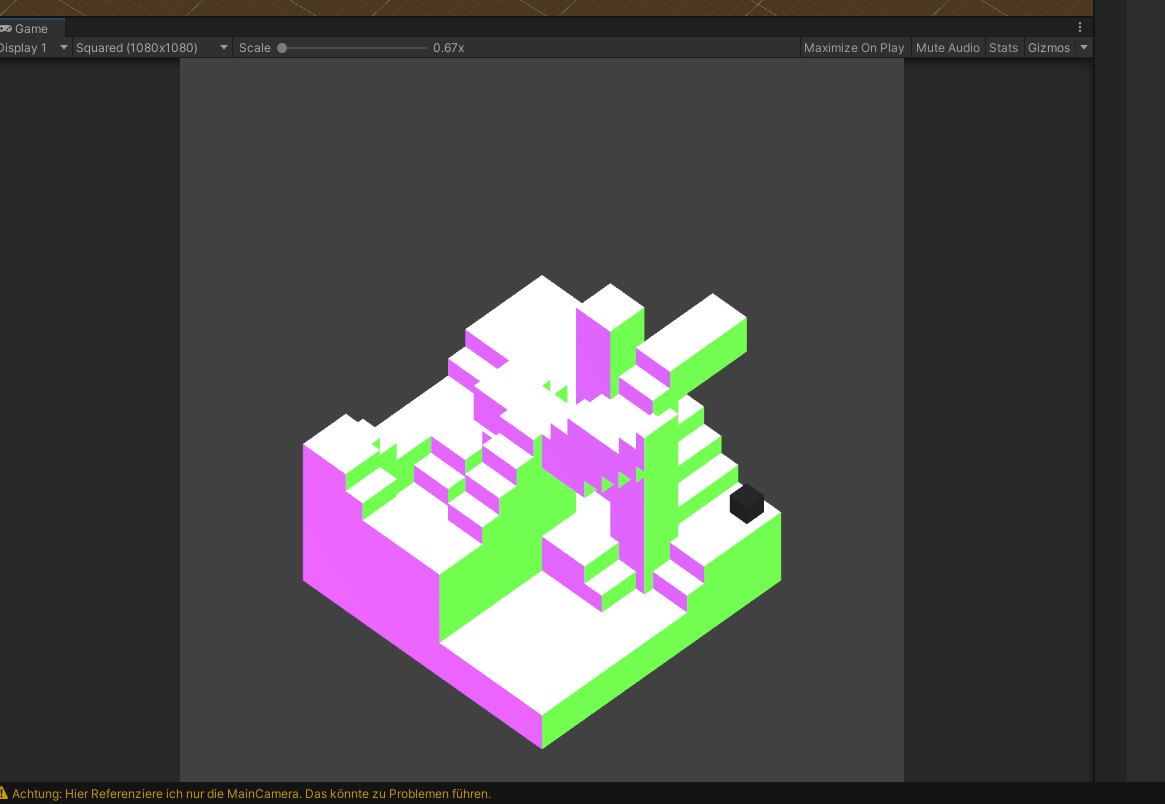 Game
Display 1
Squared (1080x1080)
Scale
0.67x
Maximize On Play
Mute Audio
Stats
Gizmos
Achtung: Hier Referenziere ich nur die MainCamera. Das könnte zu Problemen führen.